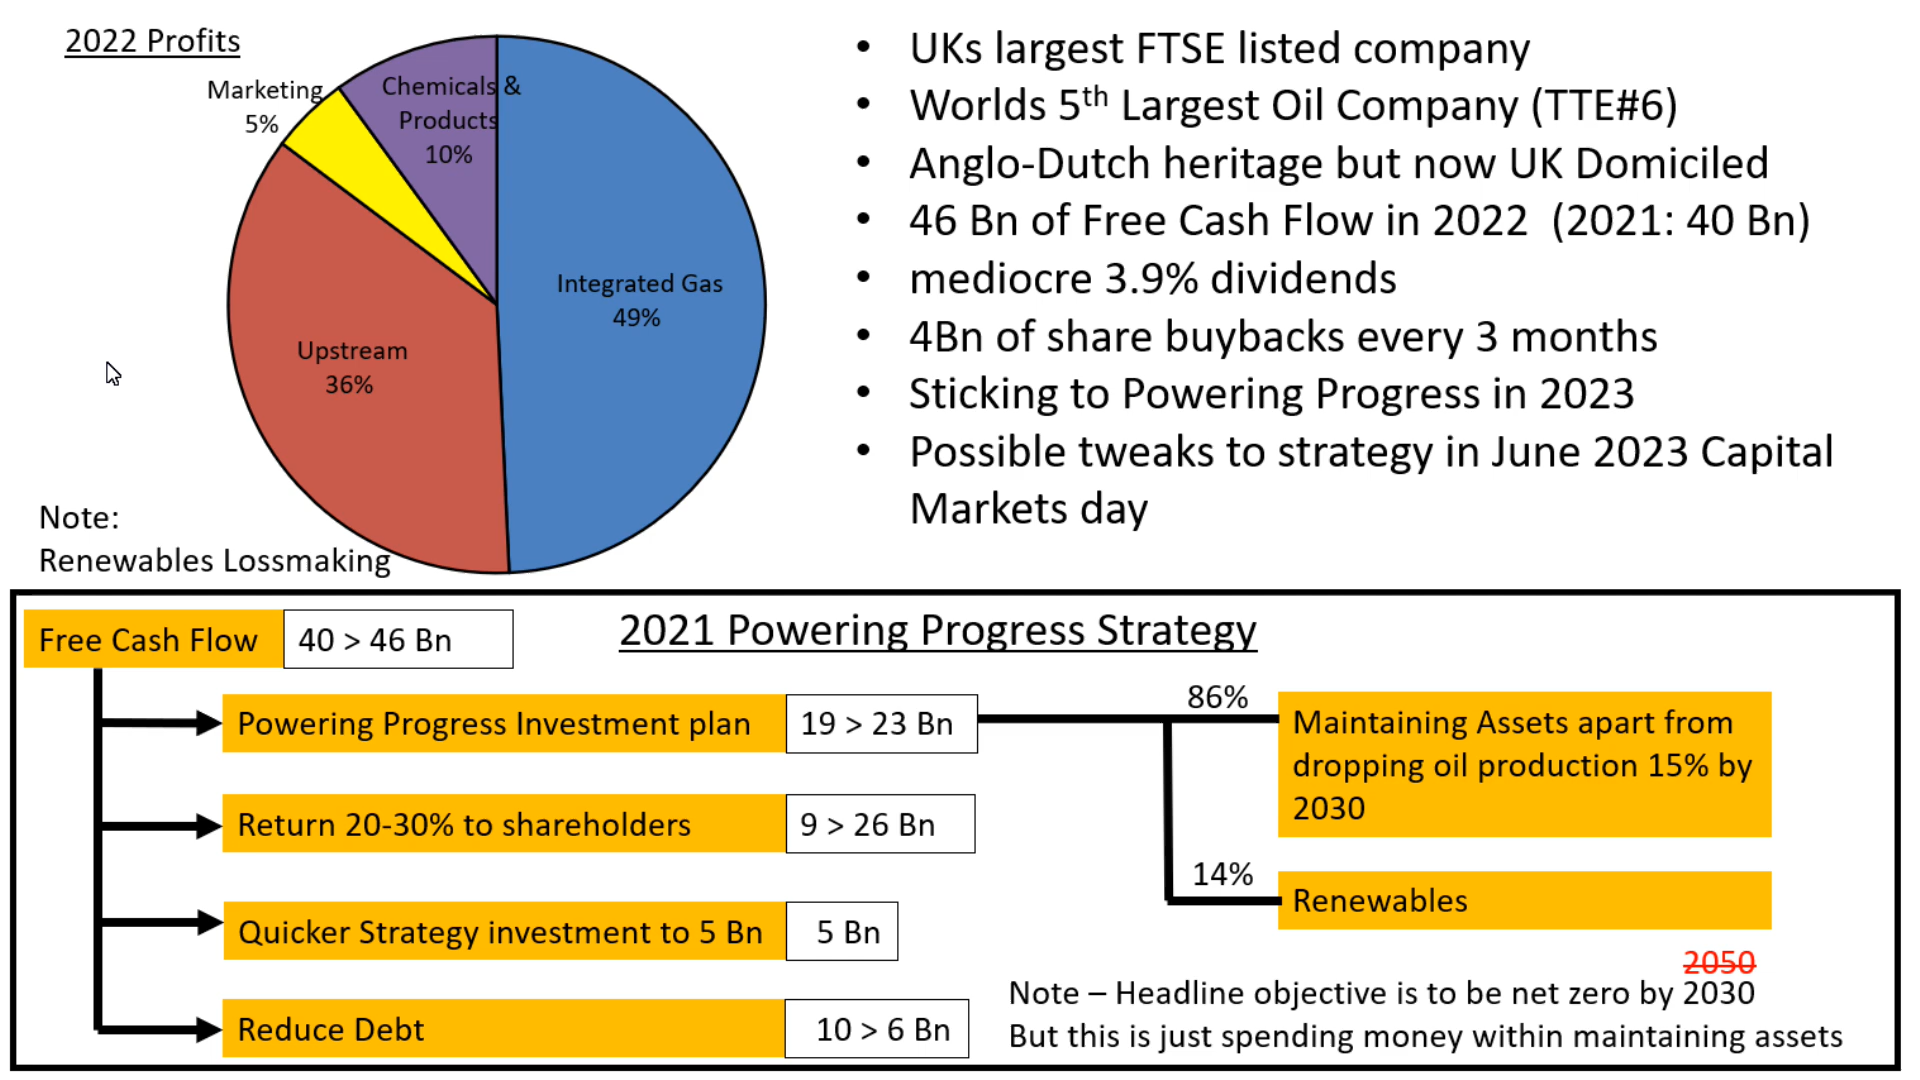 2022 Profits
Marketing
5%
Chemicals &
Products
10%
Integrated Gas
49%
Upstream
36%
Note:
Renewables Lossmaking
• UKs largest FTSE listed company
• Worlds 5th Largest Oil Company (TTE#6)
• Anglo-Dutch heritage but now UK Domiciled
• 46 Bn of Free Cash Flow in 2022 (2021: 40 Bn)
• mediocre 3.9% dividends
• 4Bn of share buybacks every 3 months
• Sticking to Powering Progress in 2023
• Possible tweaks to strategy in June 2023 Capital
Markets day
2021 Powering Progress Strategy
Free Cash Flow 40 > 46 Bn
Powering Progress Investment plan 19 > 23 Bn
Return 20-30% to shareholders 9 > 26 Bn
Quicker Strategy investment to 5 Bn 5 Bn
Reduce Debt 10 > 6 Bn
86%
Maintaining Assets apart from
dropping oil production 15% by
2030
14%
Renewables
2050
Note – Headline objective is to be net zero by 2030
But this is just spending money within maintaining assets